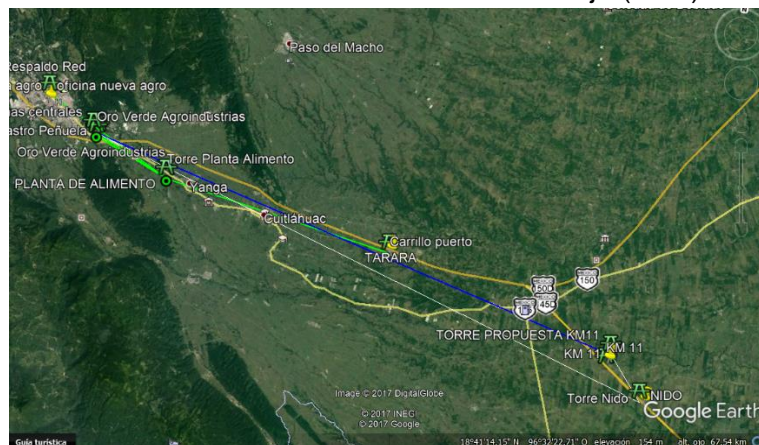 Paso del Macho
Respaldo Red
agro oficina nueva agro
as centrales
Oro Verde Agroindustrias
astro Peñuela
Oro Verde Agroindustrias
Torre Planta Alimento
PLANTA DE ALIMENTO
Yanga
Cuitláhuac
Carrillo puerto
TARARA
150
TORRE PROPUESTA KM11
KM 11
KM 11
Torre Nido
NIDO
Google Earth
Image © 2017 DigitalGlobe
© 2017 INEGI
© 2017 Google
Guía turística
18°41'14.15" N 96°32'22.71" O elevación 154 m alt. ojo 67.54 km